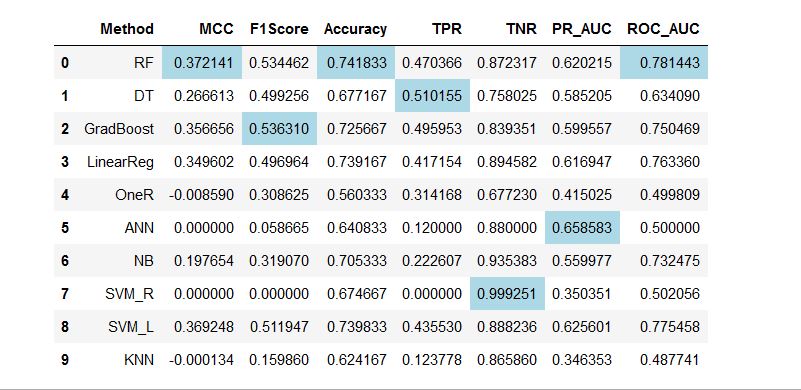 Method MCC F1Score Accuracy TPR TNR PR_AUC ROC_AUC
0 RF 0.372141 0.534462 0.741833 0.470366 0.872317 0.620215 0.781443
1 DT 0.266613 0.499256 0.677167 0.510155 0.758025 0.585205 0.634090
2 GradBoost 0.356656 0.536310 0.725667 0.495953 0.839351 0.599557 0.750469
3 LinearReg 0.349602 0.496964 0.739167 0.417154 0.894582 0.616947 0.763360
4 OneR -0.008590 0.308625 0.560333 0.314168 0.677230 0.415025 0.499809
5 ANN 0.000000 0.058665 0.640833 0.120000 0.880000 0.658583 0.500000
6 NB 0.197654 0.319070 0.705333 0.222607 0.935383 0.559977 0.732475
7 SVM_R 0.000000 0.000000 0.674667 0.000000 0.999251 0.350351 0.502056
8 SVM_L 0.369248 0.511947 0.739833 0.435530 0.888236 0.625601 0.775458
9 KNN -0.000134 0.159860 0.624167 0.123778 0.865860 0.346353 0.487741